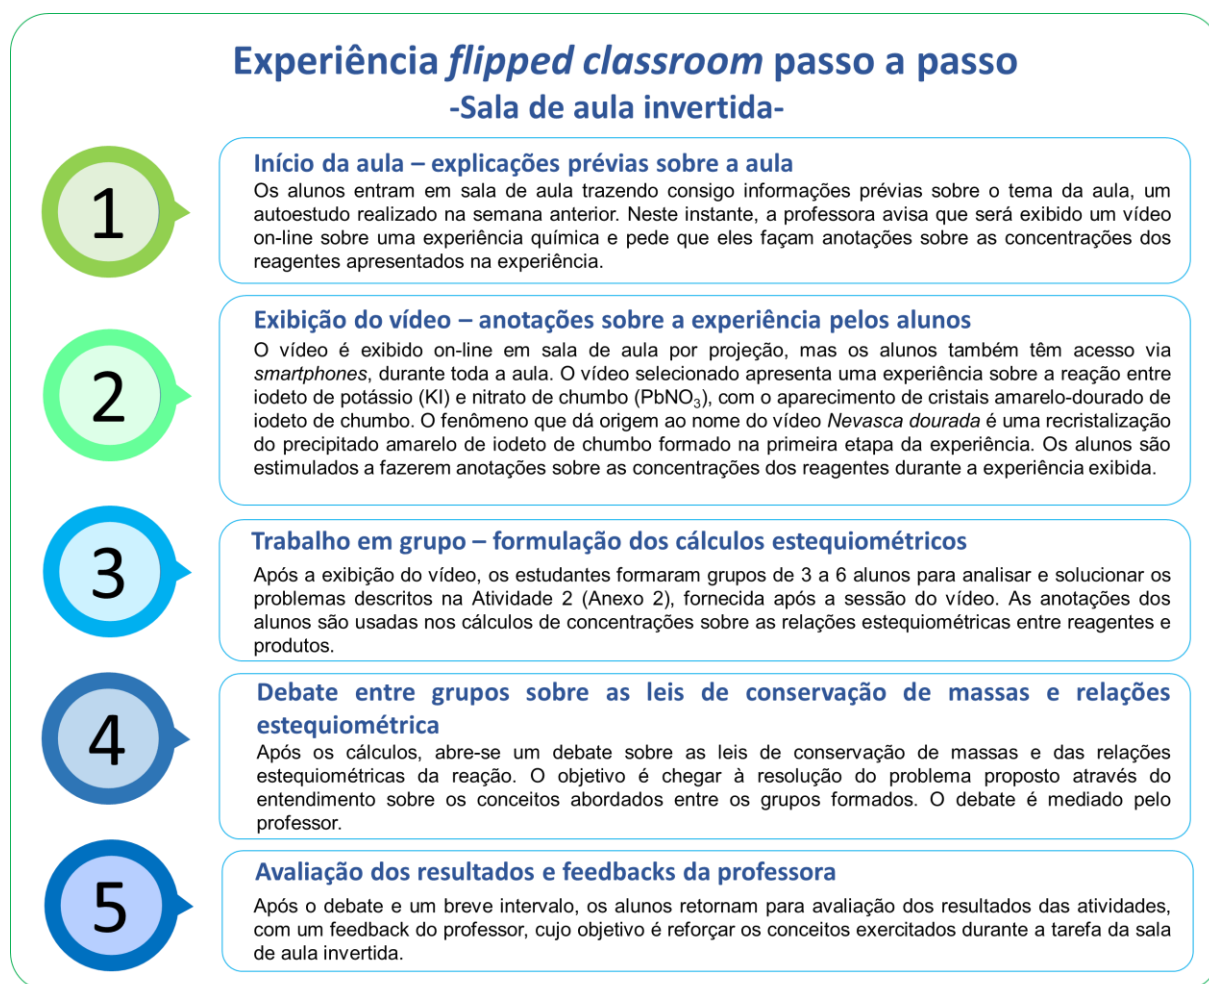 Experiência flipped classroom passo a passo
-Sala de aula invertida-
1
Início da aula – explicações prévias sobre a aula
Os alunos entram em sala de aula trazendo consigo informações prévias sobre o tema da aula, um
autoestudo realizado na semana anterior. Neste instante, a professora avisa que será exibido um vídeo
on-line sobre uma experiência química e pede que eles façam anotações sobre as concentrações dos
reagentes apresentados na experiência.
2
Exibição do vídeo – anotações sobre a experiência pelos alunos
O vídeo é exibido on-line em sala de aula por projeção, mas os alunos também têm acesso via
smartphones, durante toda a aula. O vídeo selecionado apresenta uma experiência sobre a reação entre
iodeto de potássio (KI) e nitrato de chumbo (PbNO₃), com o aparecimento de cristais amarelo-dourado de
iodeto de chumbo. O fenômeno que dá origem ao nome do vídeo Nevasca dourada é uma recristalização
do precipitado amarelo de iodeto de chumbo formado na primeira etapa da experiência. Os alunos são
estimulados a fazerem anotações sobre as concentrações dos reagentes durante a experiência exibida.
3
Trabalho em grupo – formulação dos cálculos estequiométricos
Após a exibição do vídeo, os estudantes formaram grupos de 3 a 6 alunos para analisar e solucionar os
problemas descritos na Atividade 2 (Anexo 2), fornecida após a sessão do vídeo. As anotações dos
alunos são usadas nos cálculos de concentrações sobre as relações estequiométricas entre reagentes e
produtos.
4
Debate entre grupos sobre as leis de conservação de massas e relações
estequiométrica
Após os cálculos, abre-se um debate sobre as leis de conservação de massas e das relações
estequiométricas da reação. O objetivo é chegar à resolução do problema proposto através do
entendimento sobre os conceitos abordados entre os grupos formados. O debate é mediado pelo
professor.
5
Avaliação dos resultados e feedbacks da professora
Após o debate e um breve intervalo, os alunos retornam para avaliação dos resultados das atividades,
com um feedback do professor, cujo objetivo é reforçar os conceitos exercitados durante a tarefa da sala
de aula invertida.